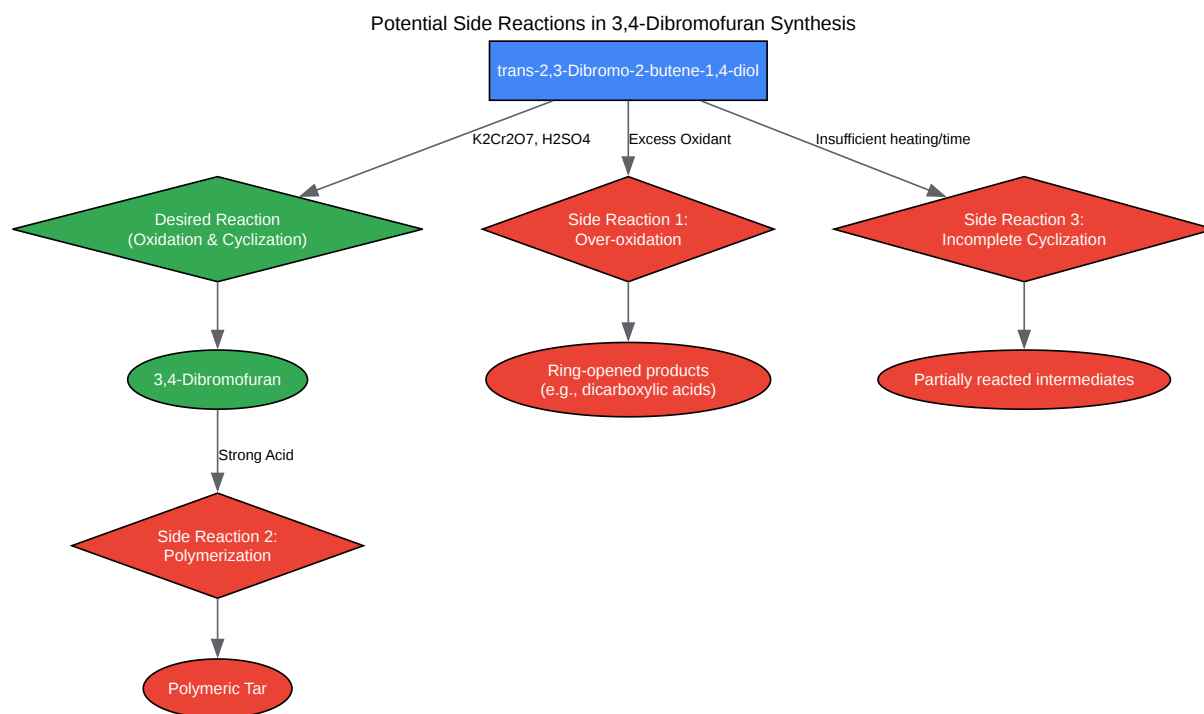 Potential Side Reactions in 3,4-Dibromofuran Synthesis
trans-2,3-Dibromo-2-butene-1,4-diol
K2Cr2O7, H2SO4
Excess Oxidant
Insufficient heating/time
Desired Reaction
(Oxidation & Cyclization)
Side Reaction 1:
Over-oxidation
Side Reaction 3:
Incomplete Cyclization
3,4-Dibromofuran
Ring-opened products
(e.g., dicarboxylic acids)
Partially reacted intermediates
Strong Acid
Side Reaction 2:
Polymerization
Polymeric Tar